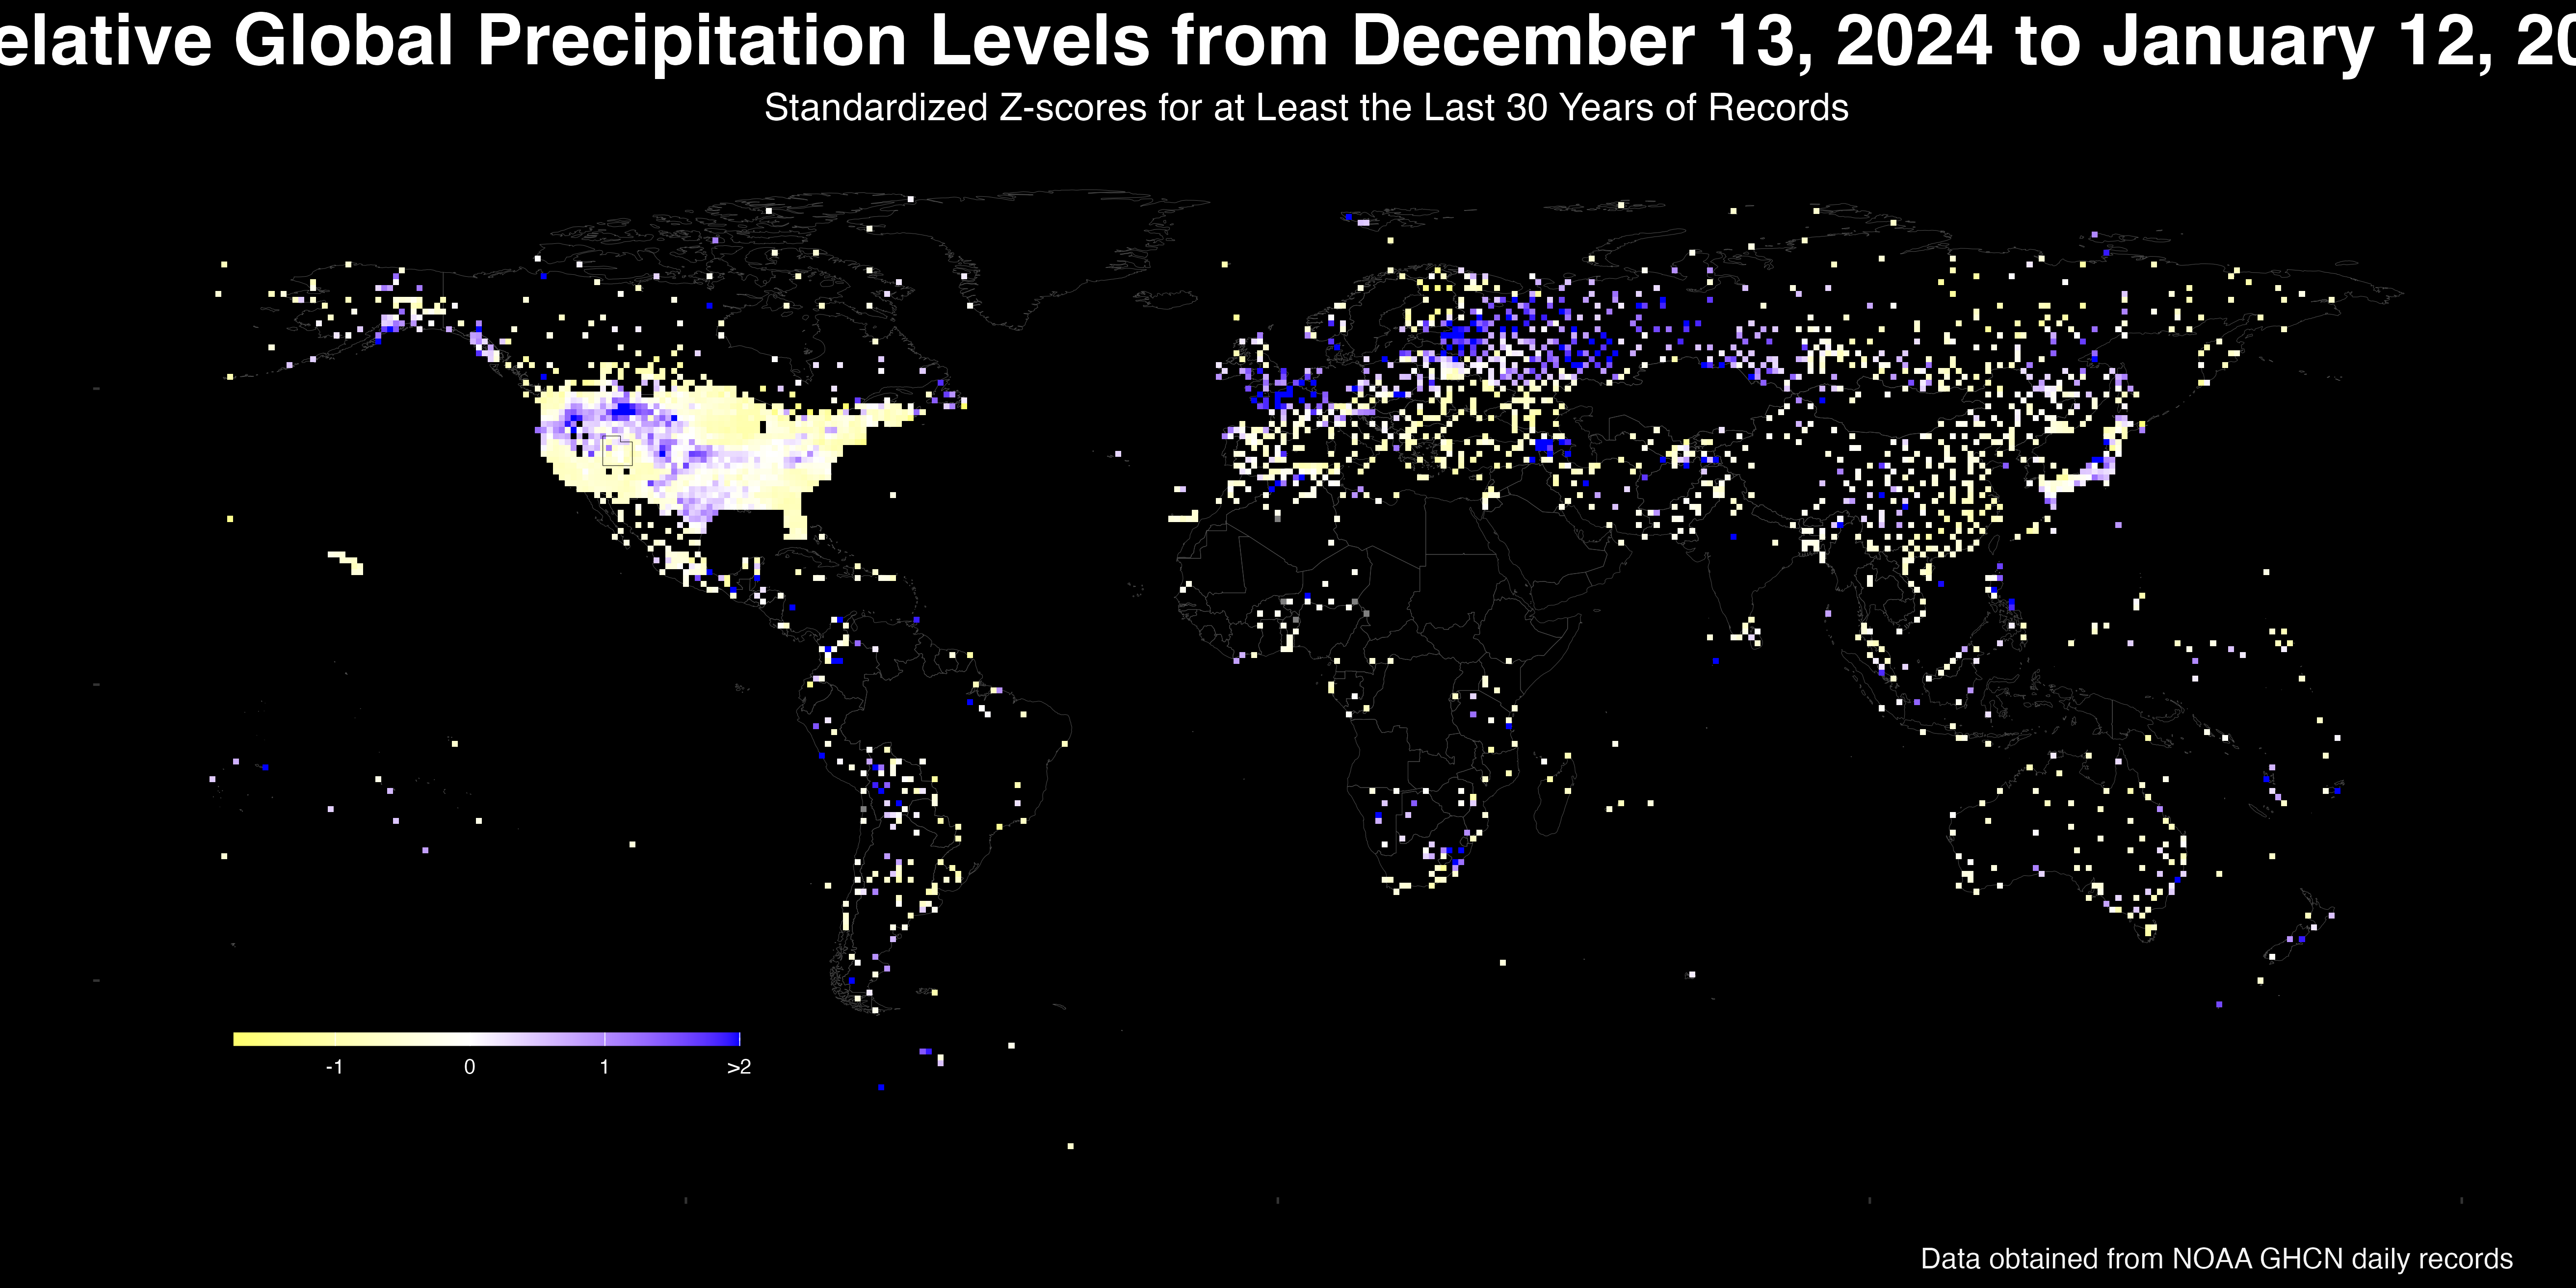 elative Global Precipitation Levels from December 13, 2024 to January 12, 20
Standardized Z-scores for at Least the Last 30 Years of Records
-1 0 1 >2
Data obtained from NOAA GHCN daily records